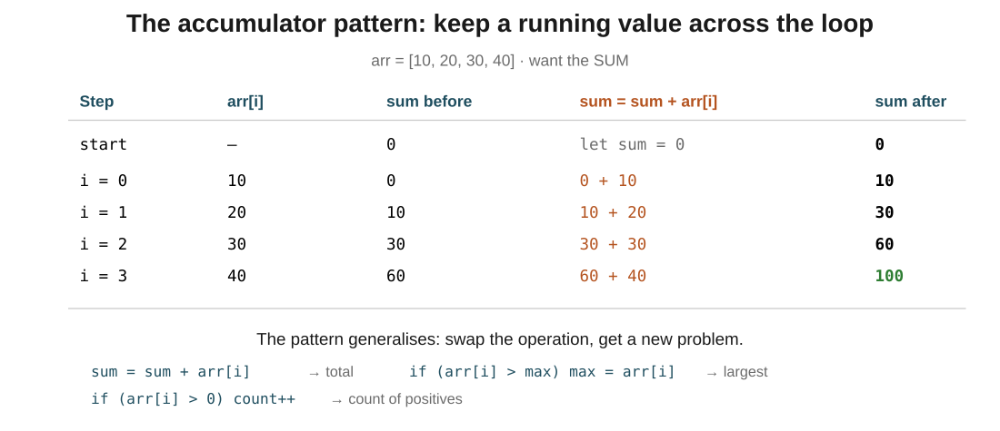 The accumulator pattern: keep a running value across the loop
arr = [10, 20, 30, 40] · want the SUM
Step arr[i] sum before sum = sum + arr[i] sum after
start – 0 let sum = 0 0
i = 0 10 0 0 + 10 10
i = 1 20 10 10 + 20 30
i = 2 30 30 30 + 30 60
i = 3 40 60 60 + 40 100
The pattern generalises: swap the operation, get a new problem.
sum = sum + arr[i] → total if (arr[i] > max) max = arr[i] → largest
if (arr[i] > 0) count++ → count of positives